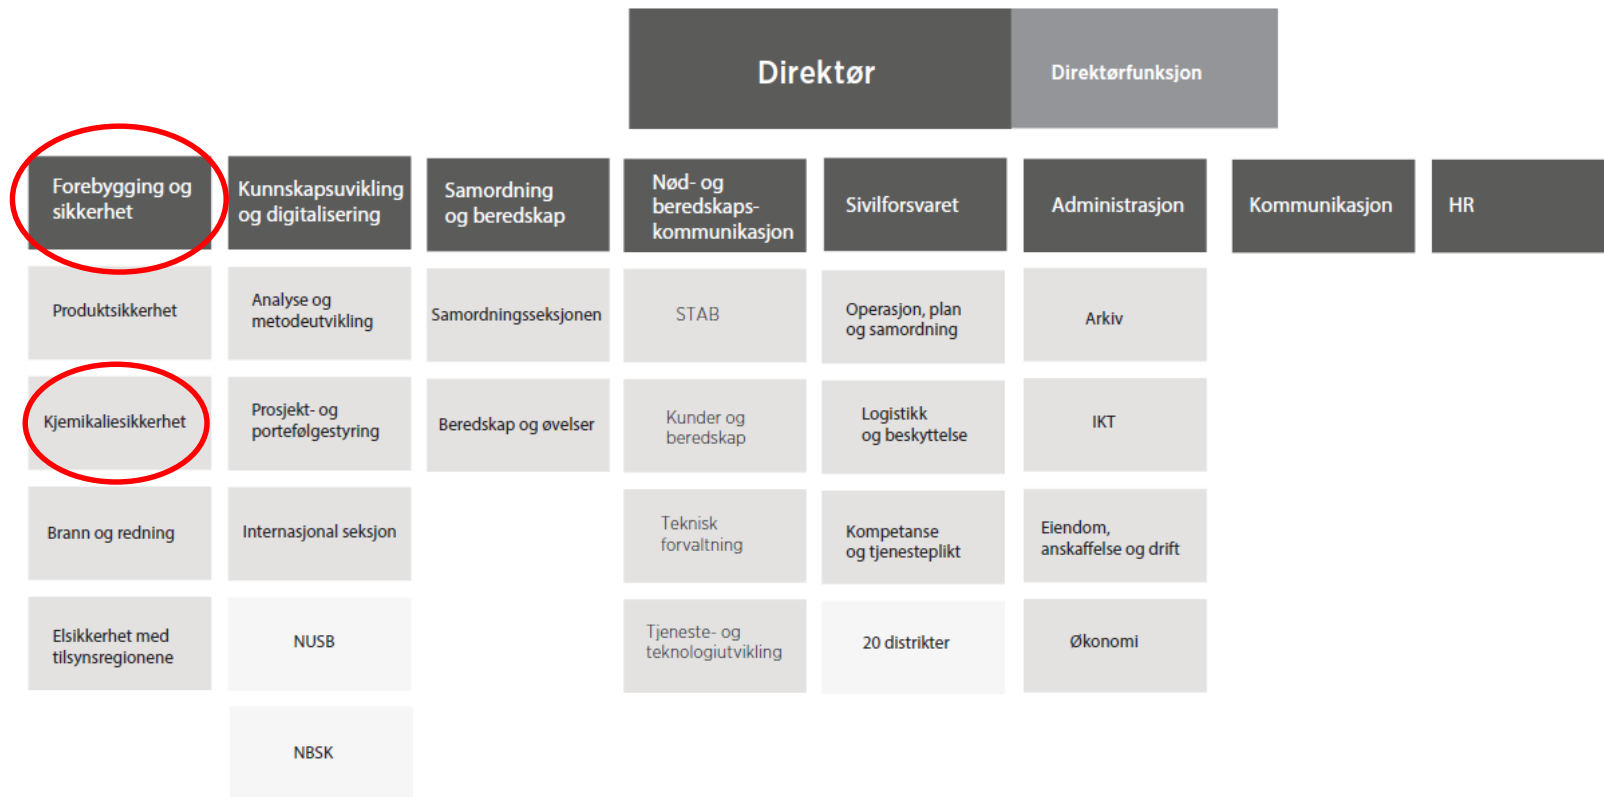 Direktør
Direktørfunksjon
Forebygging og
sikkerhet
Kunnskapsuvikling
og digitalisering
Samordning
og beredskap
Nød- og
beredskaps-
kommunikasjon
Sivilforsvaret
Administrasjon
Kommunikasjon
HR
Produktsikkerhet
Analyse og
metodeutvikling
Samordningsseksjonen
STAB
Operasjon, plan
og samordning
Arkiv
Kjemikaliesikkerhet
Prosjekt- og
portefølgestyring
Beredskap og øvelser
Kunder og
beredskap
Logistikk
og beskyttelse
IKT
Brann og redning
Internasjonal seksjon
Teknisk
forvaltning
Kompetanse
og tjenesteplikt
Eiendom,
anskaffelse og drift
Elsikkerhet med
tilsynsregionene
NUSB
Tjeneste- og
teknologiutvikling
20 distrikter
Økonomi
NBSK